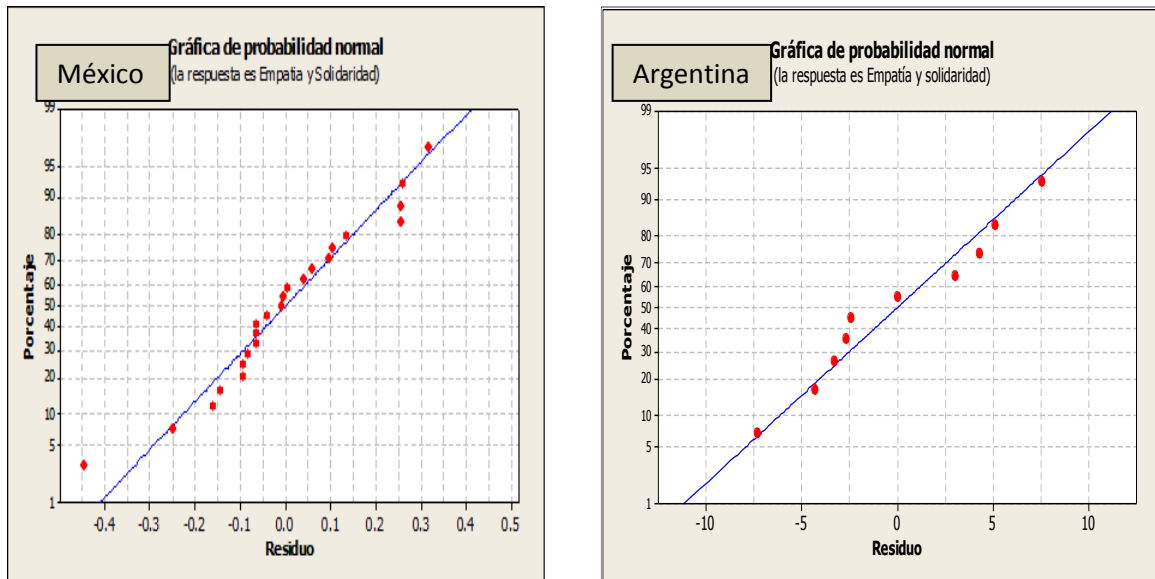 México
Gráfica de probabilidad normal
(la respuesta es Empatia y Solidaridad)
Porcentaje
99
95
90
80
70
60
50
40
30
20
10
5
1
-0.4 -0.3 -0.2 -0.1 0.0 0.1 0.2 0.3 0.4 0.5
Residuo
Argentina
Gráfica de probabilidad normal
(la respuesta es Empatía y solidaridad)
Porcentaje
99
95
90
80
70
60
50
40
30
20
10
5
1
-10 -5 0 5 10
Residuo